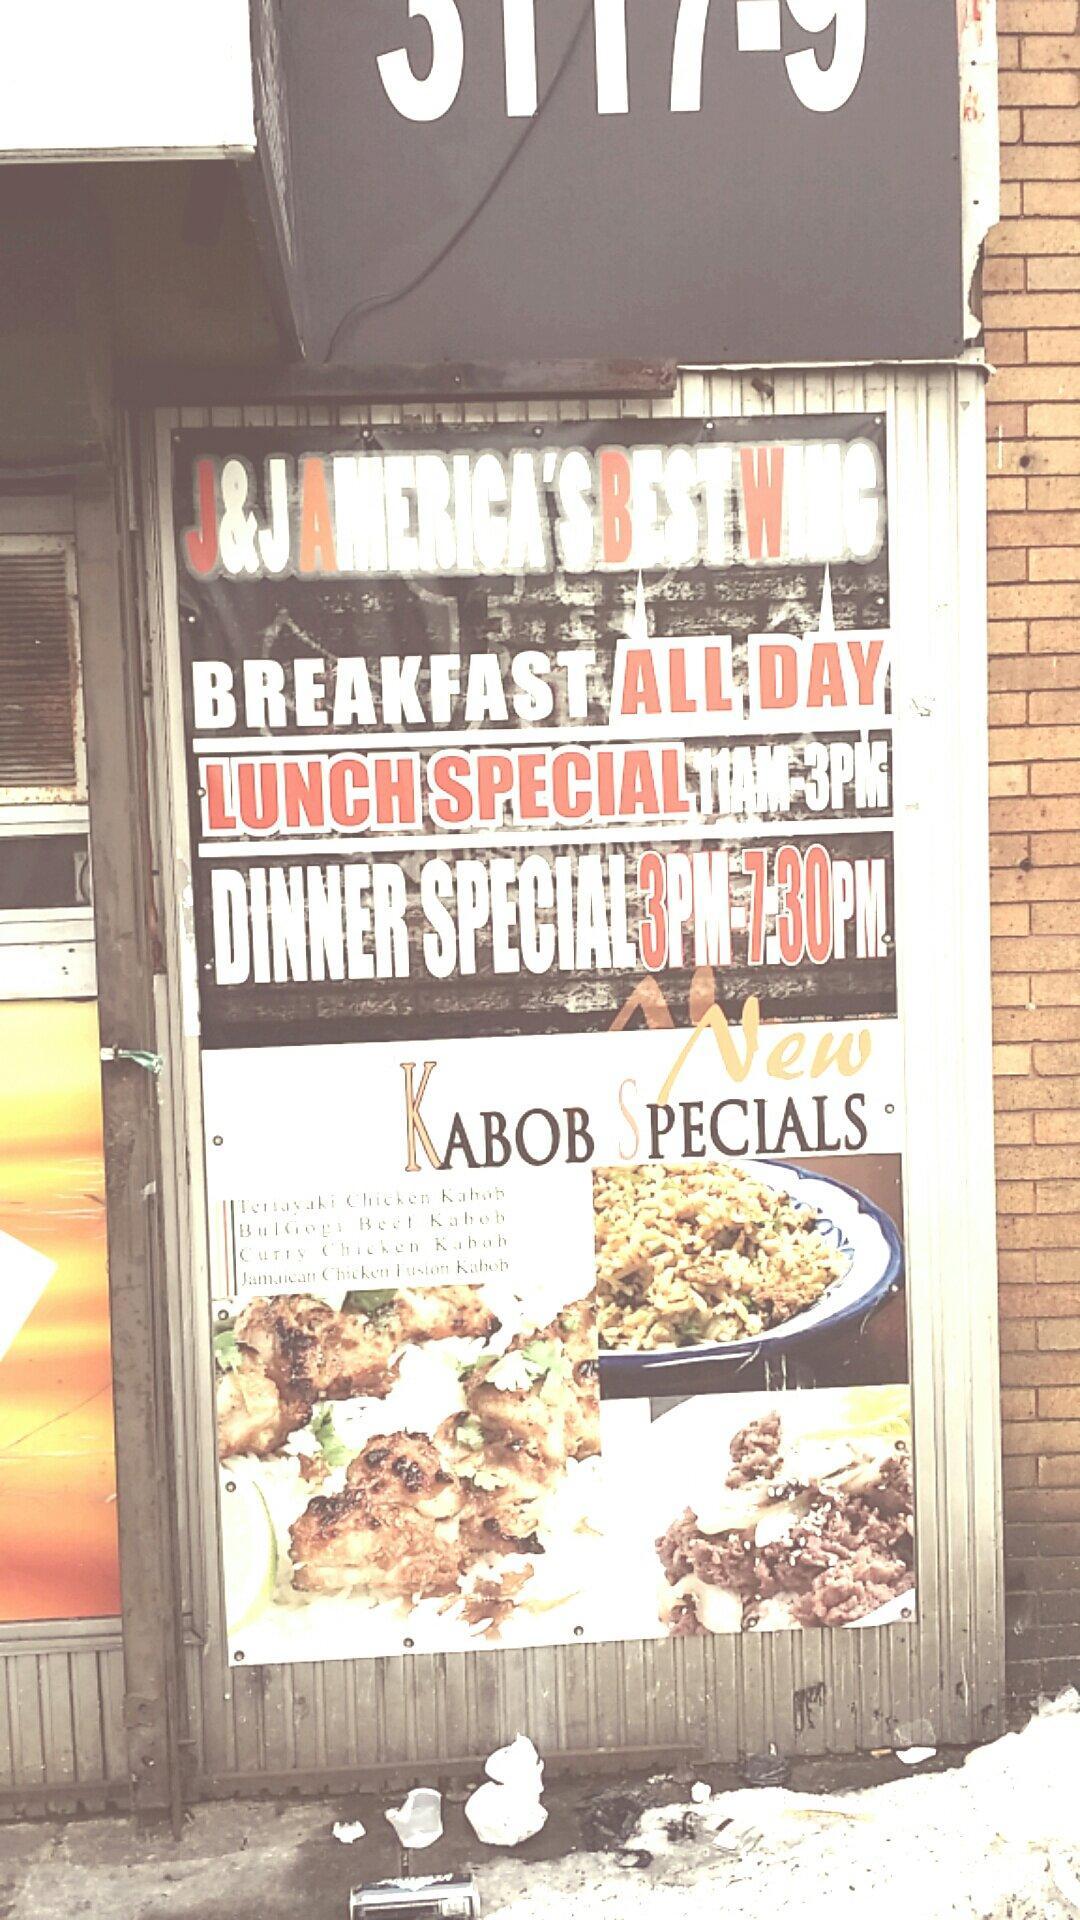 3117-9
J&J AMERICA'S BEST WING
BREAKFAST ALL DAY
LUNCH SPECIAL 11AM-3PM
DINNER SPECIAL 3PM-7:30PM
New
KABOB SPECIALS
Teriayaki Chicken Kabob
BulGogi Beef Kabob
Curry Chicken Kabob
Jamaican Chicken Fusion Kabob